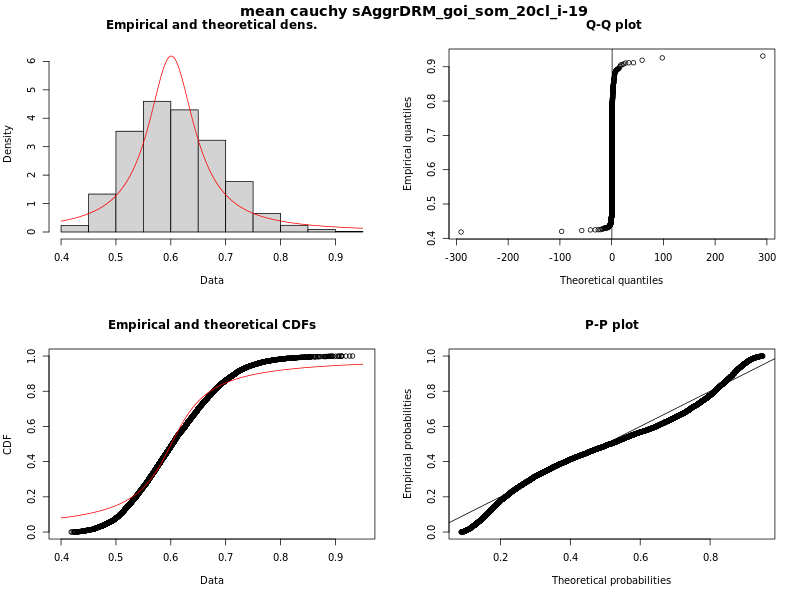 mean cauchy sAggrDRM_goi_som_20cl_i-19
Empirical and theoretical dens.
Density
0 1 2 3 4 5 6
0.4 0.5 0.6 0.7 0.8 0.9
Data
Q-Q plot
Empirical quantiles
0.4 0.5 0.6 0.7 0.8 0.9
-300 -200 -100 0 100 200 300
Theoretical quantiles
Empirical and theoretical CDFs
CDF
0.0 0.2 0.4 0.6 0.8 1.0
0.4 0.5 0.6 0.7 0.8 0.9
Data
P-P plot
Empirical probabilities
0.0 0.2 0.4 0.6 0.8 1.0
0.2 0.4 0.6 0.8
Theoretical probabilities